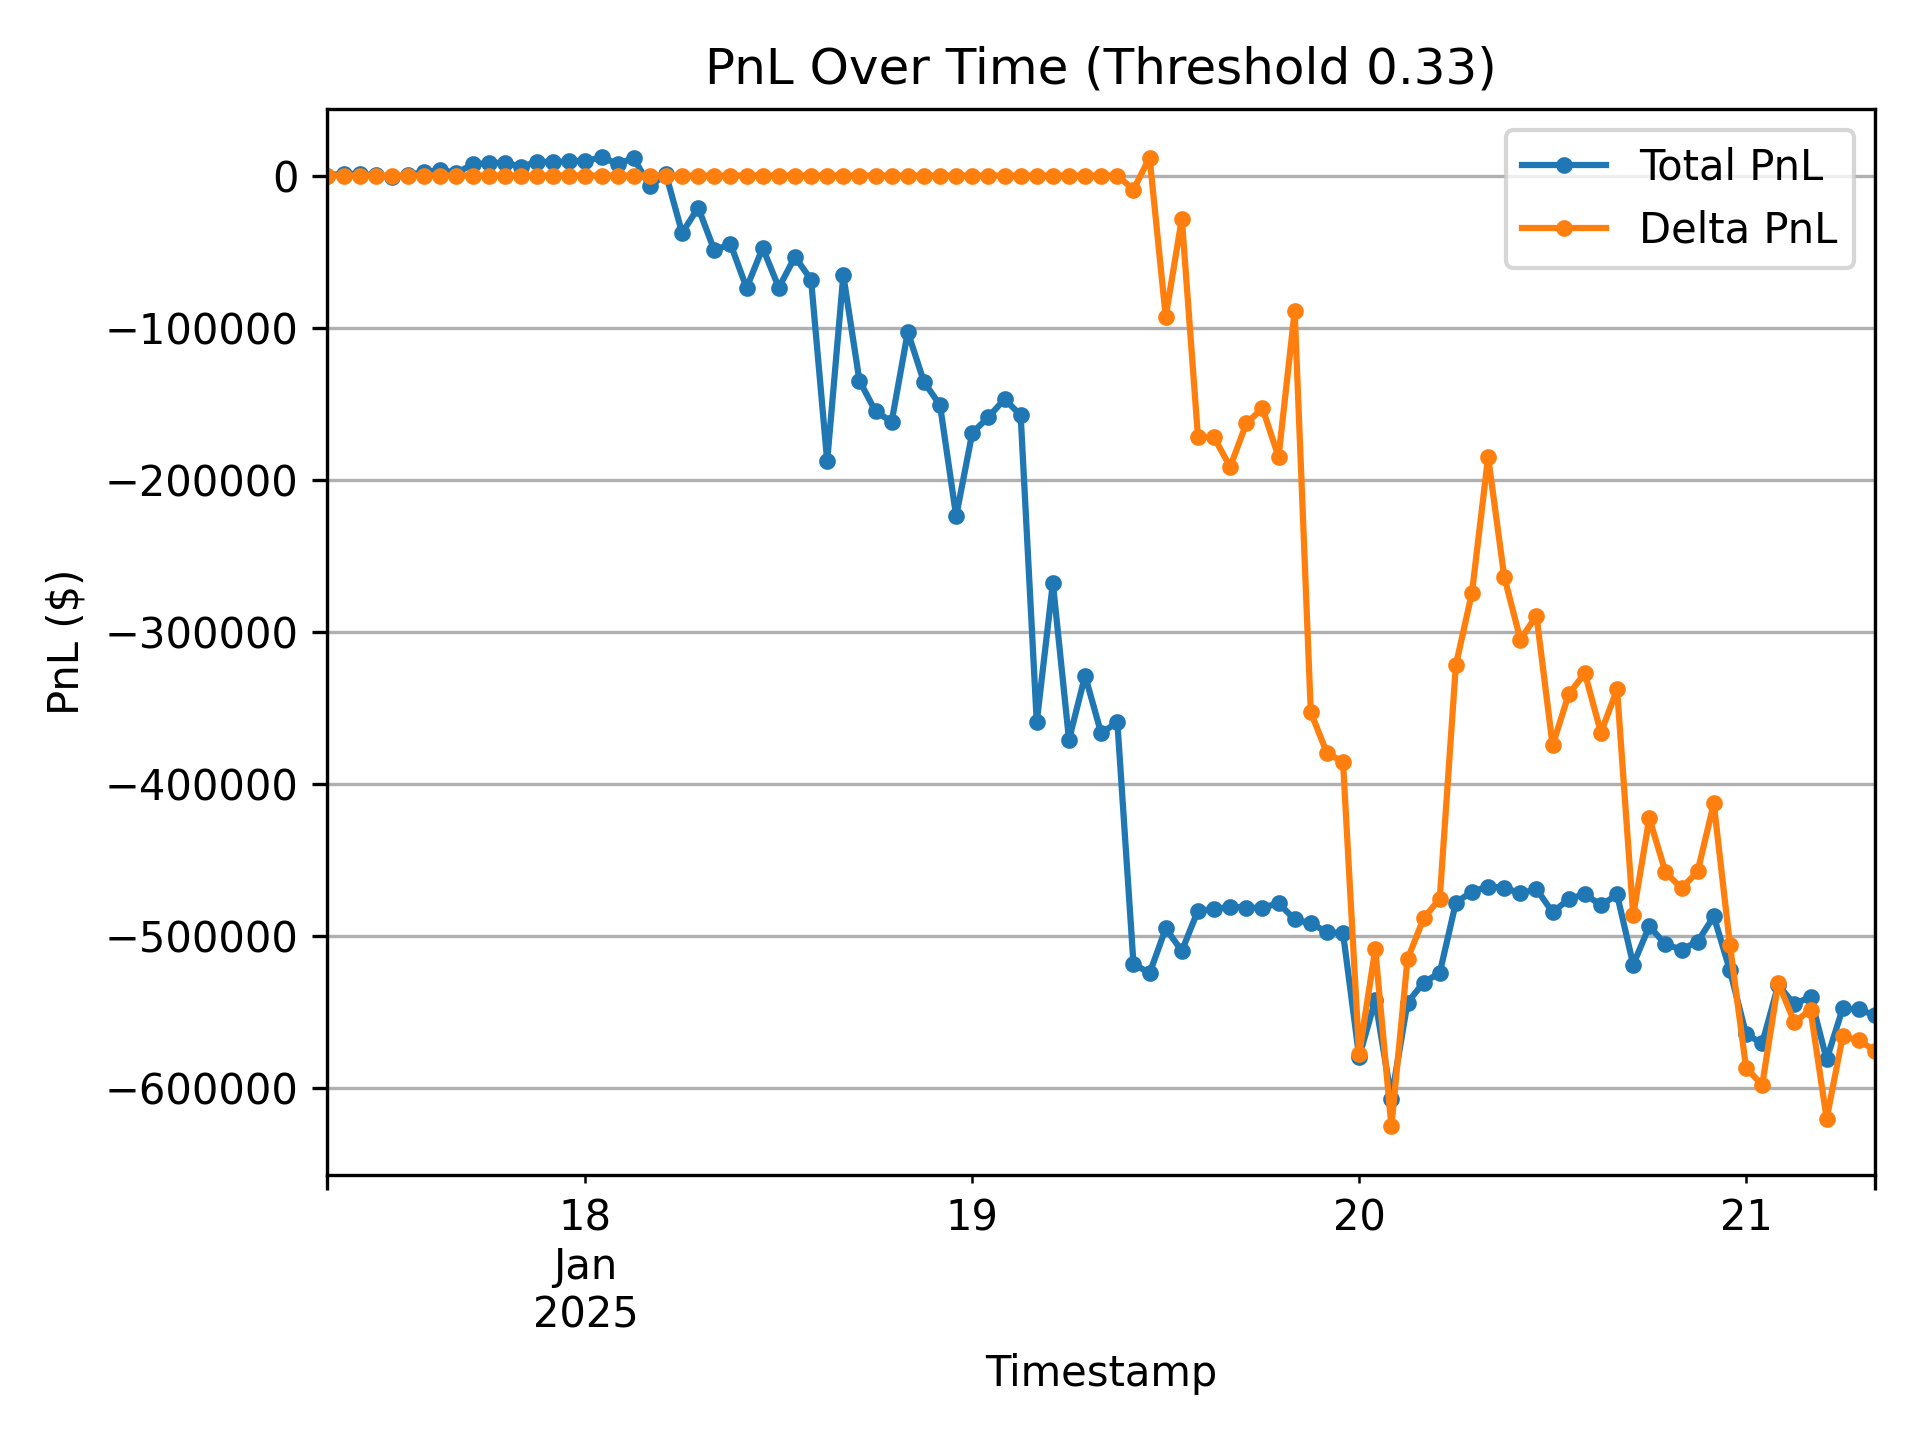 PnL Over Time (Threshold 0.33)
Total PnL
Delta PnL
0
−100000
−200000
−300000
−400000
−500000
−600000
PnL ($)
18 19 20 21
Jan
2025
Timestamp